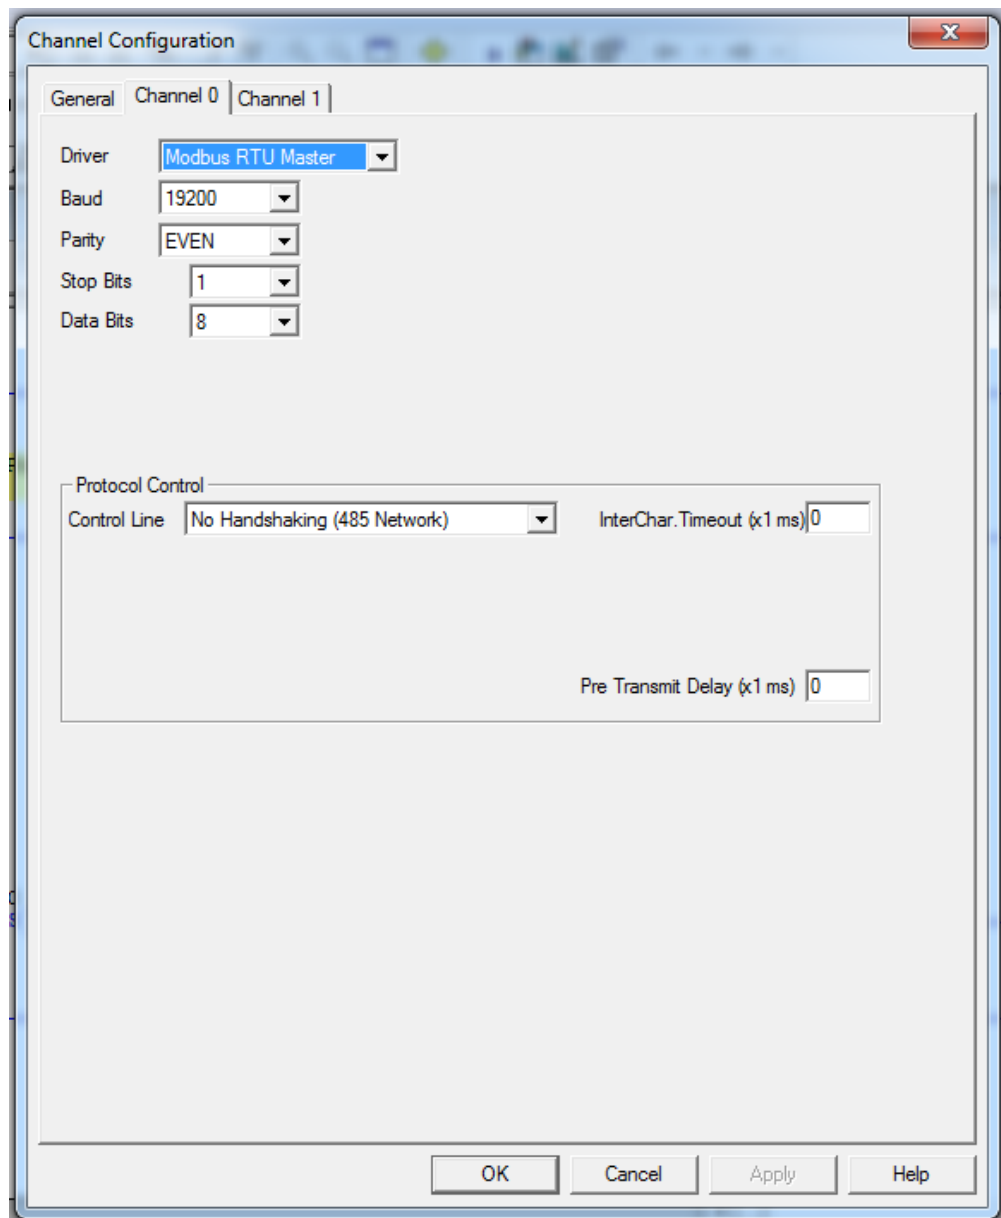 Channel Configuration
General Channel 0 Channel 1
Driver Modbus RTU Master
Baud 19200
Parity EVEN
Stop Bits 1
Data Bits 8
Protocol Control
Control Line No Handshaking (485 Network) InterChar.Timeout (x1 ms) 0
Pre Transmit Delay (x1 ms) 0
OK Cancel Apply Help